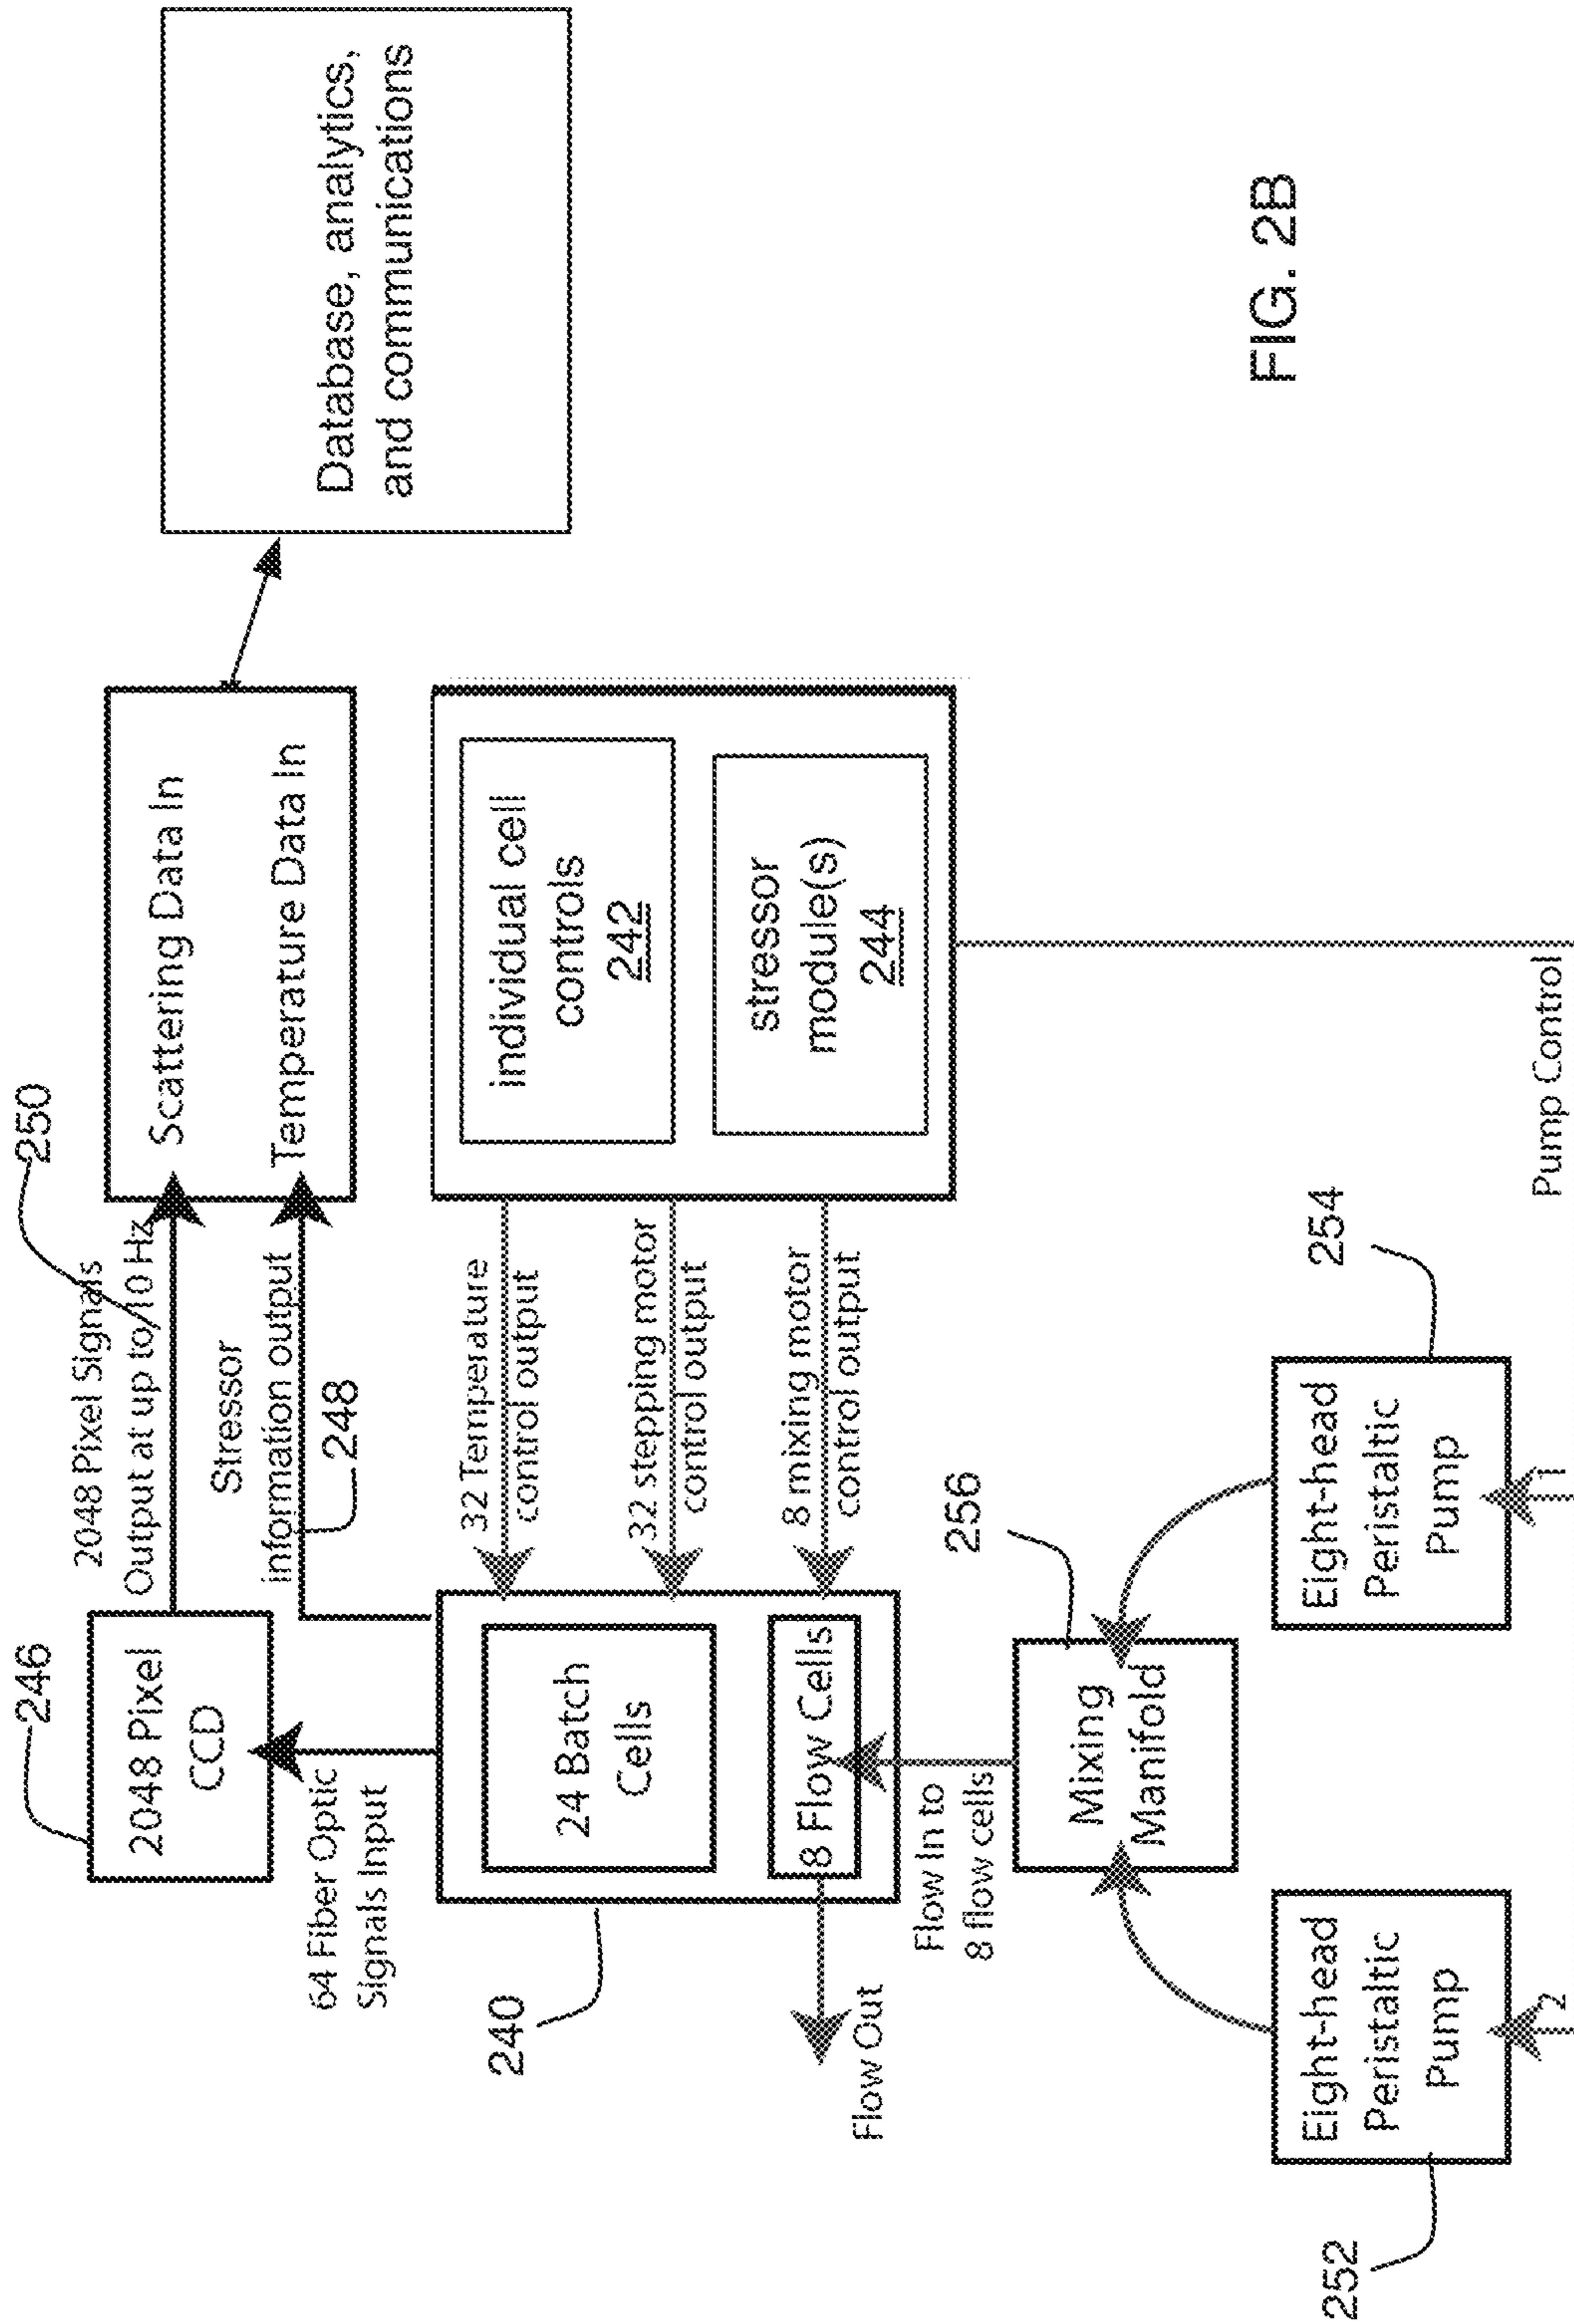 246
2048 Pixel
CCD
2048 Pixel Signals
Output at up to 10 Hz
250
Scattering Data In
Temperature Data In
Database, analytics,
and communications
64 Fiber Optic
Signals Input
Stressor
information output
248
240
24 Batch
Cells
8 Flow Cells
32 Temperature
control output
32 stepping motor
control output
8 mixing motor
control output
individual cell
controls
242
stressor
module(s)
244
Flow Out
Flow In to
8 flow cells
256
Mixing
Manifold
252
Eight-head
Peristaltic
Pump
2
254
Eight-head
Peristaltic
Pump
1
Pump Control
FIG. 2B